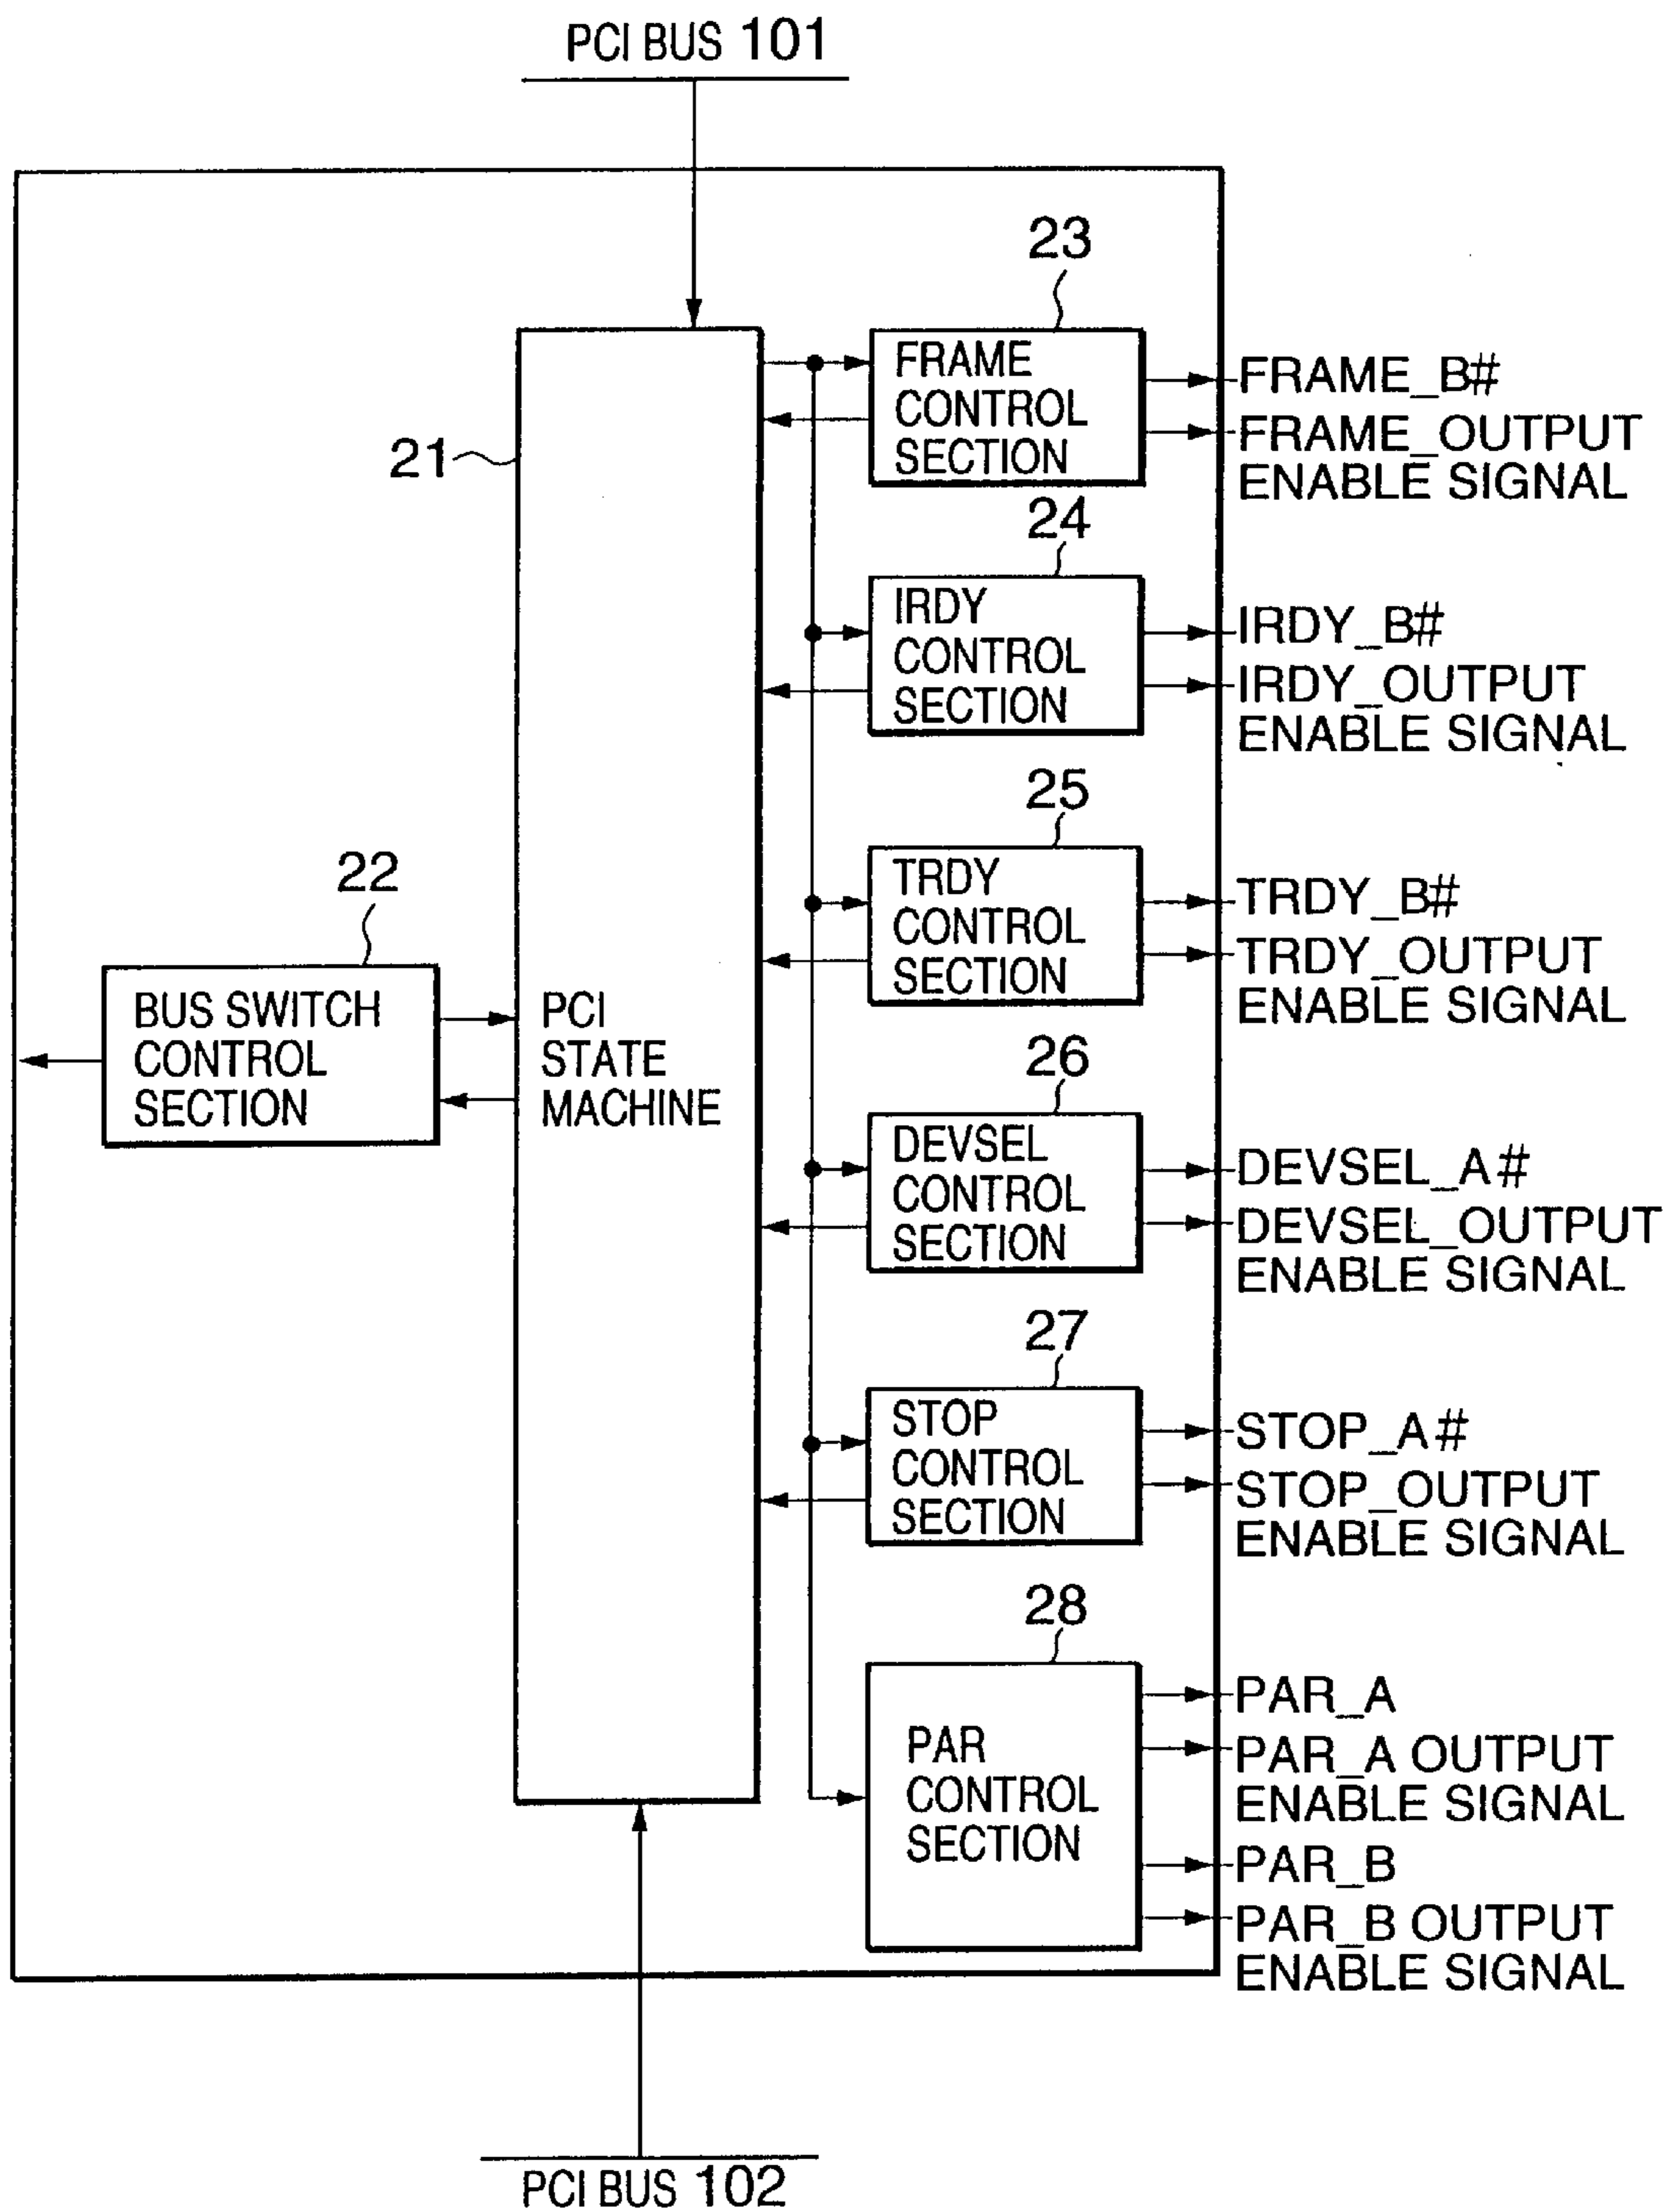 PCI BUS 101
23
FRAME
CONTROL
SECTION
FRAME_B#
FRAME_OUTPUT
ENABLE SIGNAL
21
24
IRDY
CONTROL
SECTION
IRDY_B#
IRDY_OUTPUT
ENABLE SIGNAL
25
TRDY
CONTROL
SECTION
TRDY_B#
TRDY_OUTPUT
ENABLE SIGNAL
22
BUS SWITCH
CONTROL
SECTION
PCI
STATE
MACHINE
26
DEVSEL
CONTROL
SECTION
DEVSEL_A#
DEVSEL_OUTPUT
ENABLE SIGNAL
27
STOP
CONTROL
SECTION
STOP_A#
STOP_OUTPUT
ENABLE SIGNAL
28
PAR
CONTROL
SECTION
PAR_A
PAR_A OUTPUT
ENABLE SIGNAL
PAR_B
PAR_B OUTPUT
ENABLE SIGNAL
PCI BUS 102